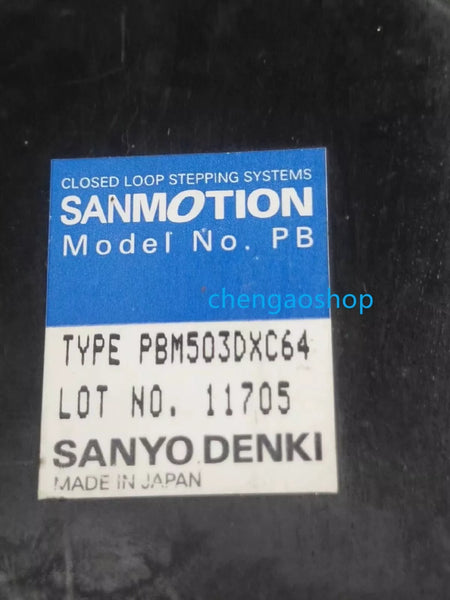 CLOSED LOOP STEPPING SYSTEMS
SANMOTION
Model No. PB
chengaoshop
TYPE PBM503DXC64
LOT NO. 11705
SANYO DENKI
MADE IN JAPAN